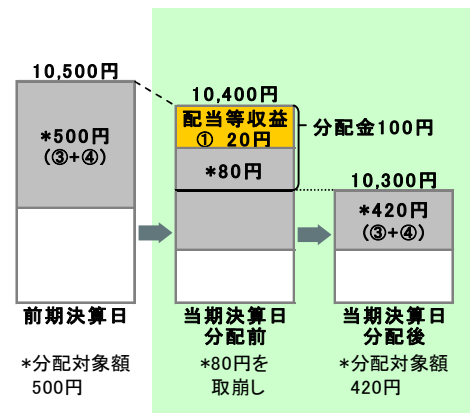 10,500円
*500円
(③+④)
前期決算日
*分配対象額
500円
10,400円
配当等収益
① 20円
*80円
分配金100円
当期決算日
分配前
*80円を
取崩し
10,300円
*420円
(③+④)
当期決算日
分配後
*分配対象額
420円